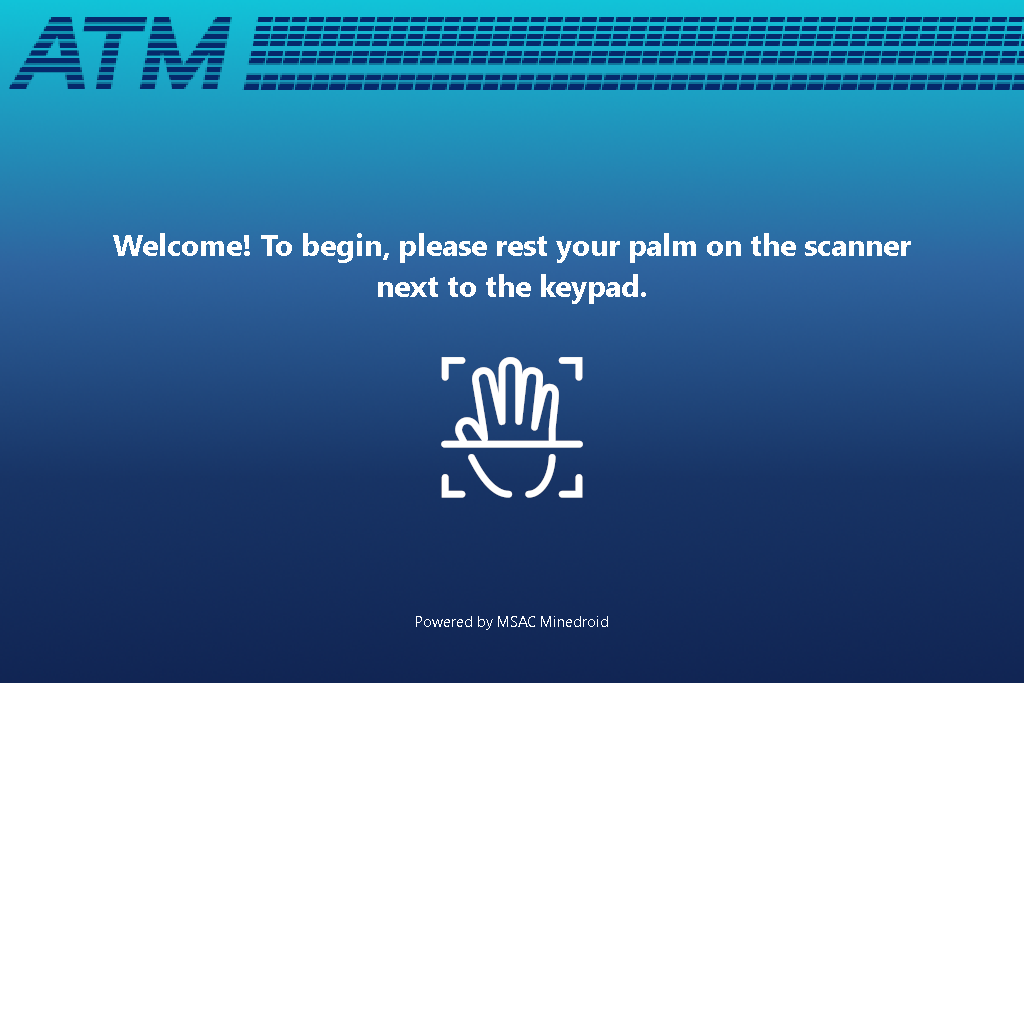 ATM
Welcome! To begin, please rest your palm on the scanner
next to the keypad.
Powered by MSAC Minedroid